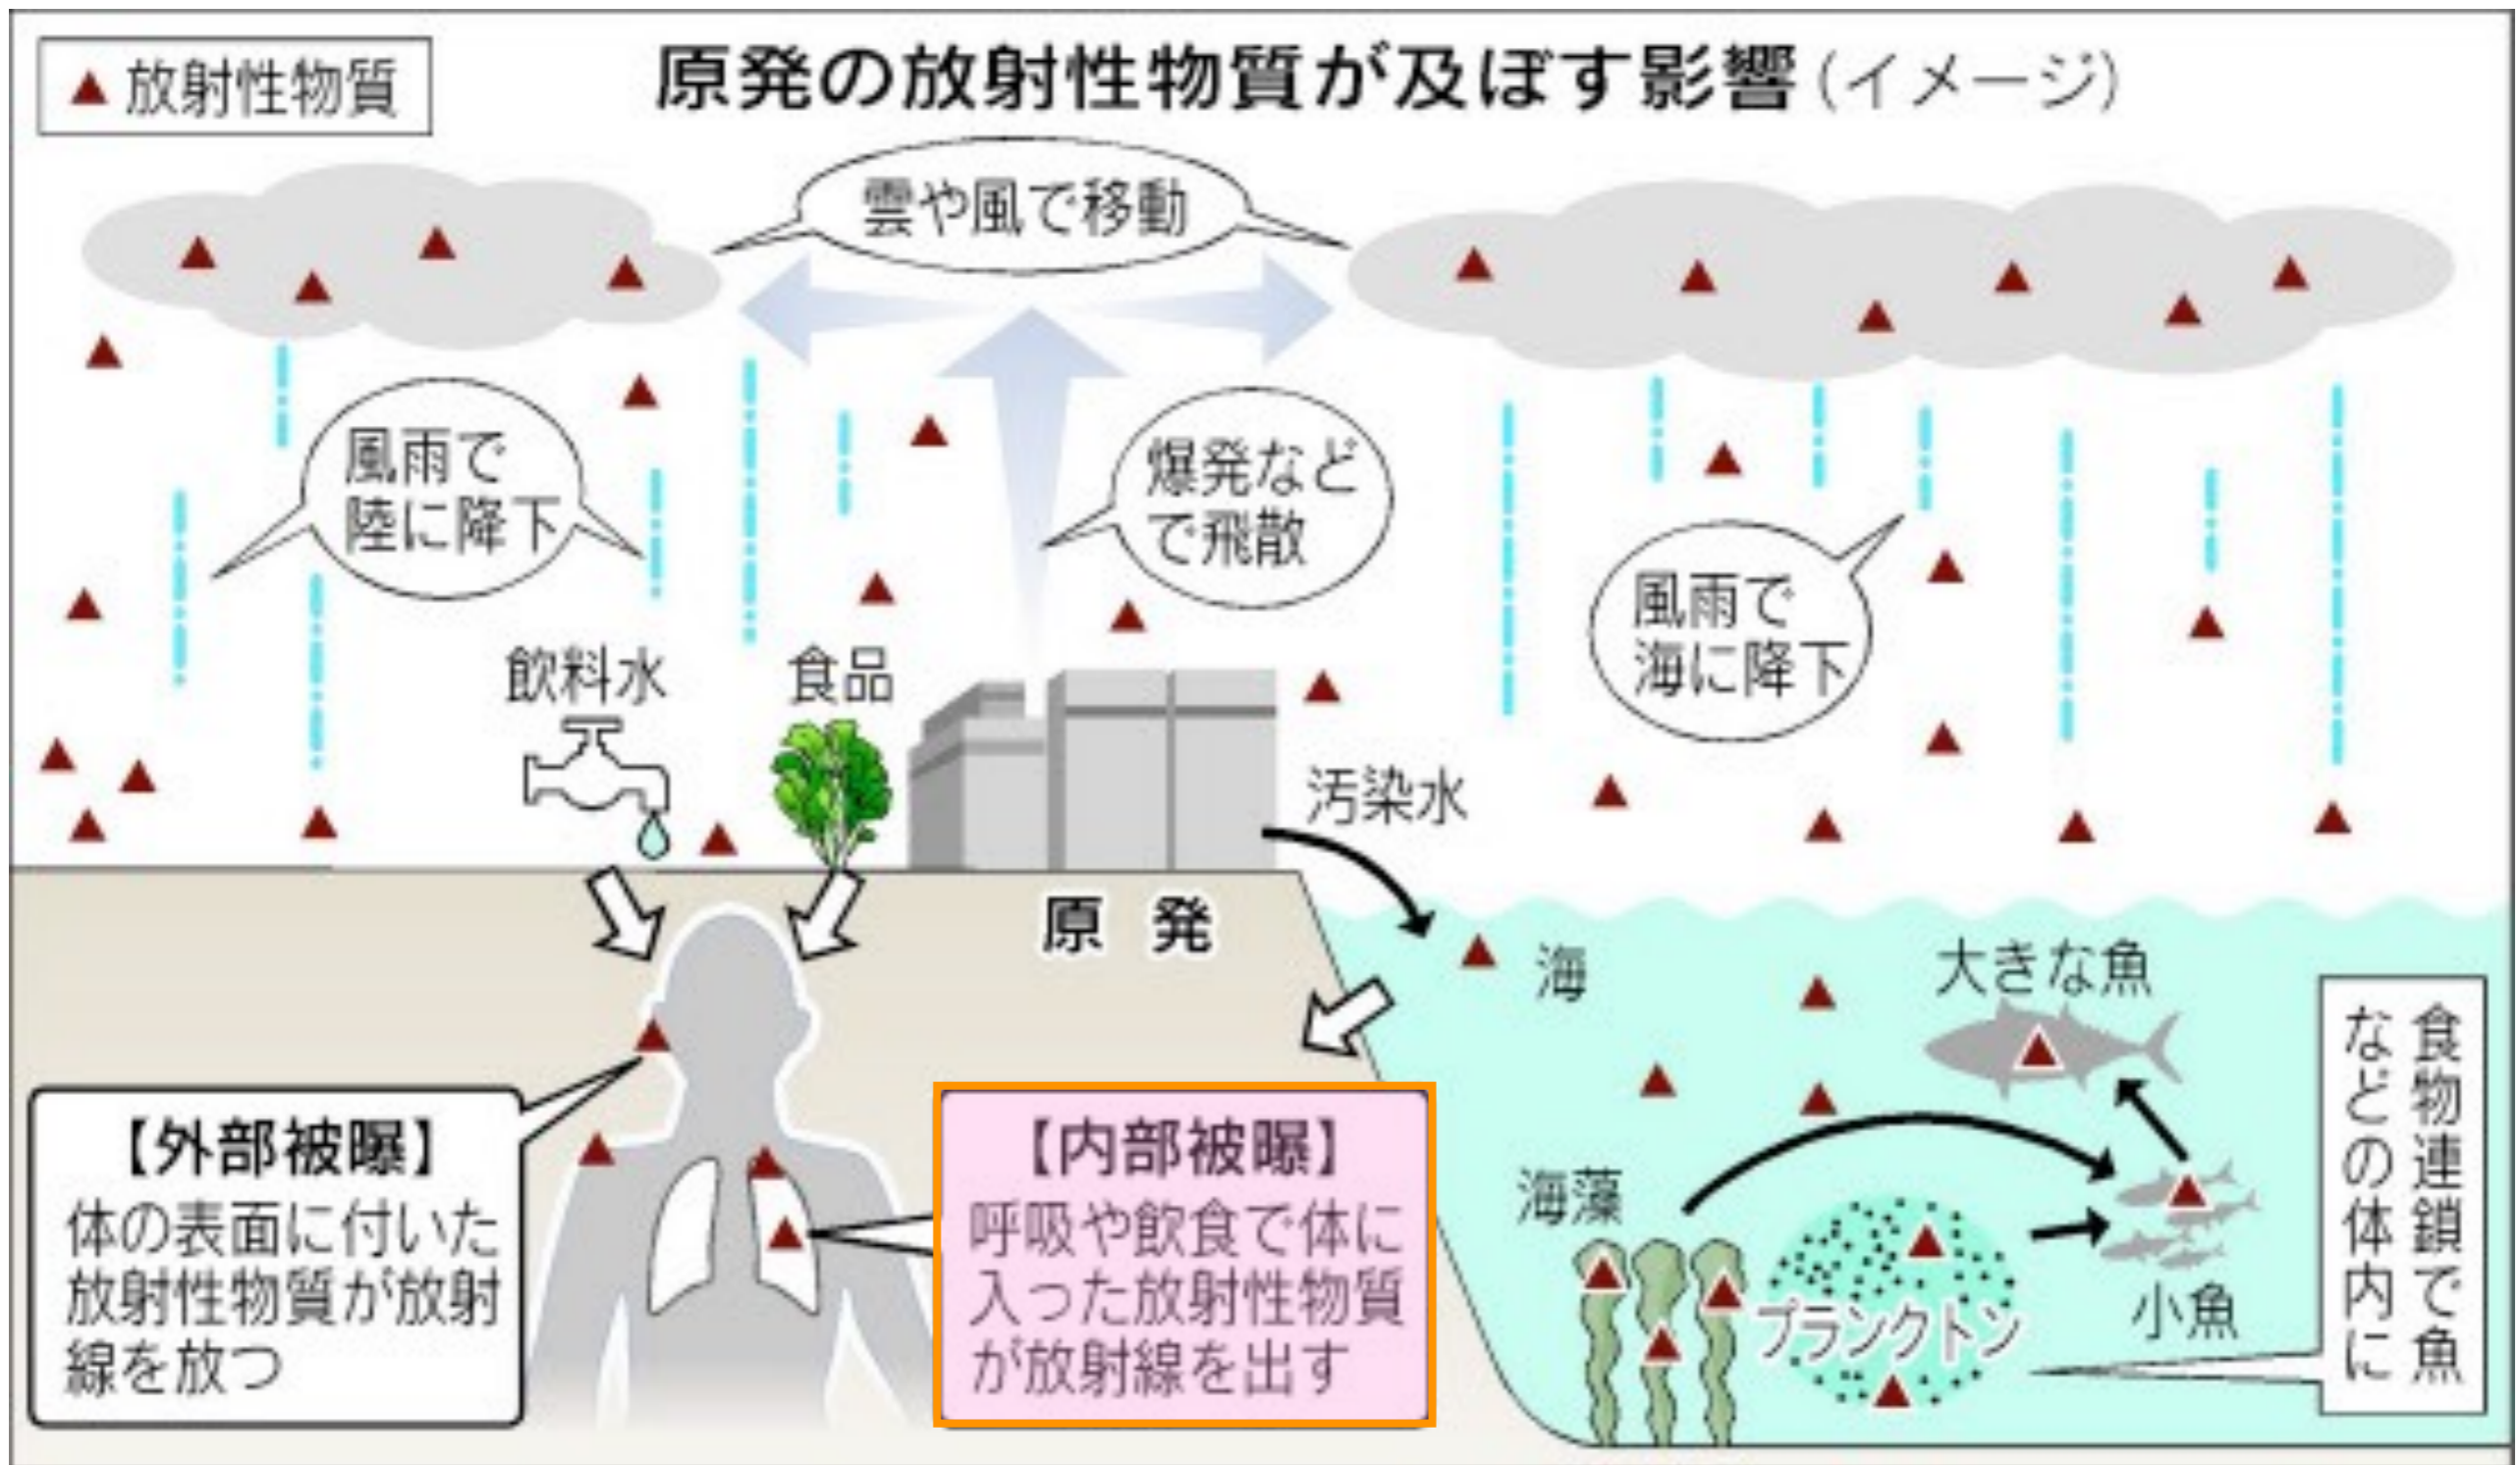 放射性物質
原発の放射性物質が及ぼす影響(イメージ)
雲や風で移動
風雨で
陸に降下
爆発など
で飛散
風雨で
海に降下
飲料水
食品
汚染水
原発
海
大きな魚
食物連鎖で魚
などの体内に
【外部被曝】
体の表面に付いた
放射性物質が放射
線を放つ
【内部被曝】
呼吸や飲食で体に
入った放射性物質
が放射線を出す
海藻
プランクトン
小魚